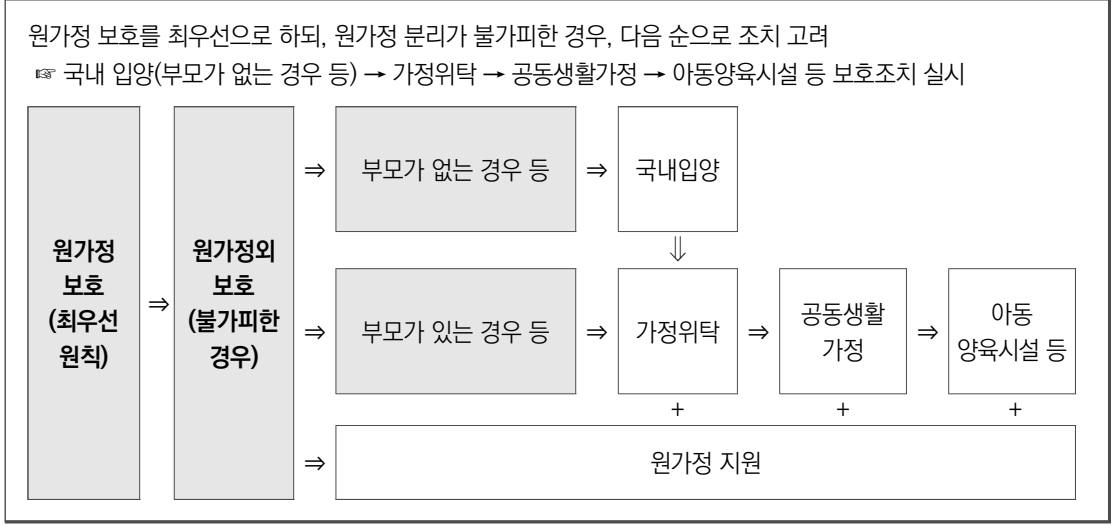 원가정 보호를 최우선으로 하되, 원가정 분리가 불가피한 경우, 다음 순으로 조치 고려
☞ 국내 입양(부모가 없는 경우 등) → 가정위탁 → 공동생활가정 → 아동양육시설 등 보호조치 실시
원가정
보호
(최우선
원칙)
⇒
원가정외
보호
(불가피한
경우)
⇒
부모가 없는 경우 등
⇒
국내입양
⇓
⇒
부모가 있는 경우 등
⇒
가정위탁
⇒
공동생활
가정
⇒
아동
양육시설 등
+
+
+
⇒
원가정 지원